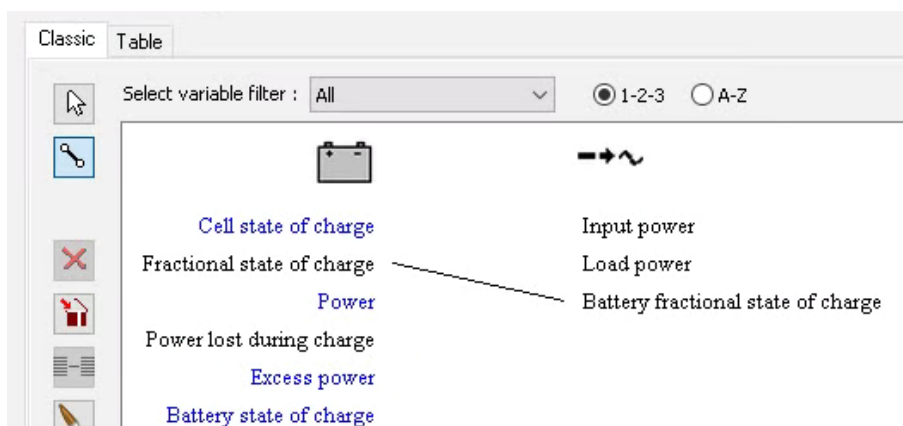 Classic Table
Select variable filter : All 1-2-3 A-Z
Cell state of charge Input power
Fractional state of charge Load power
Power Battery fractional state of charge
Power lost during charge
Excess power
Battery state of charge